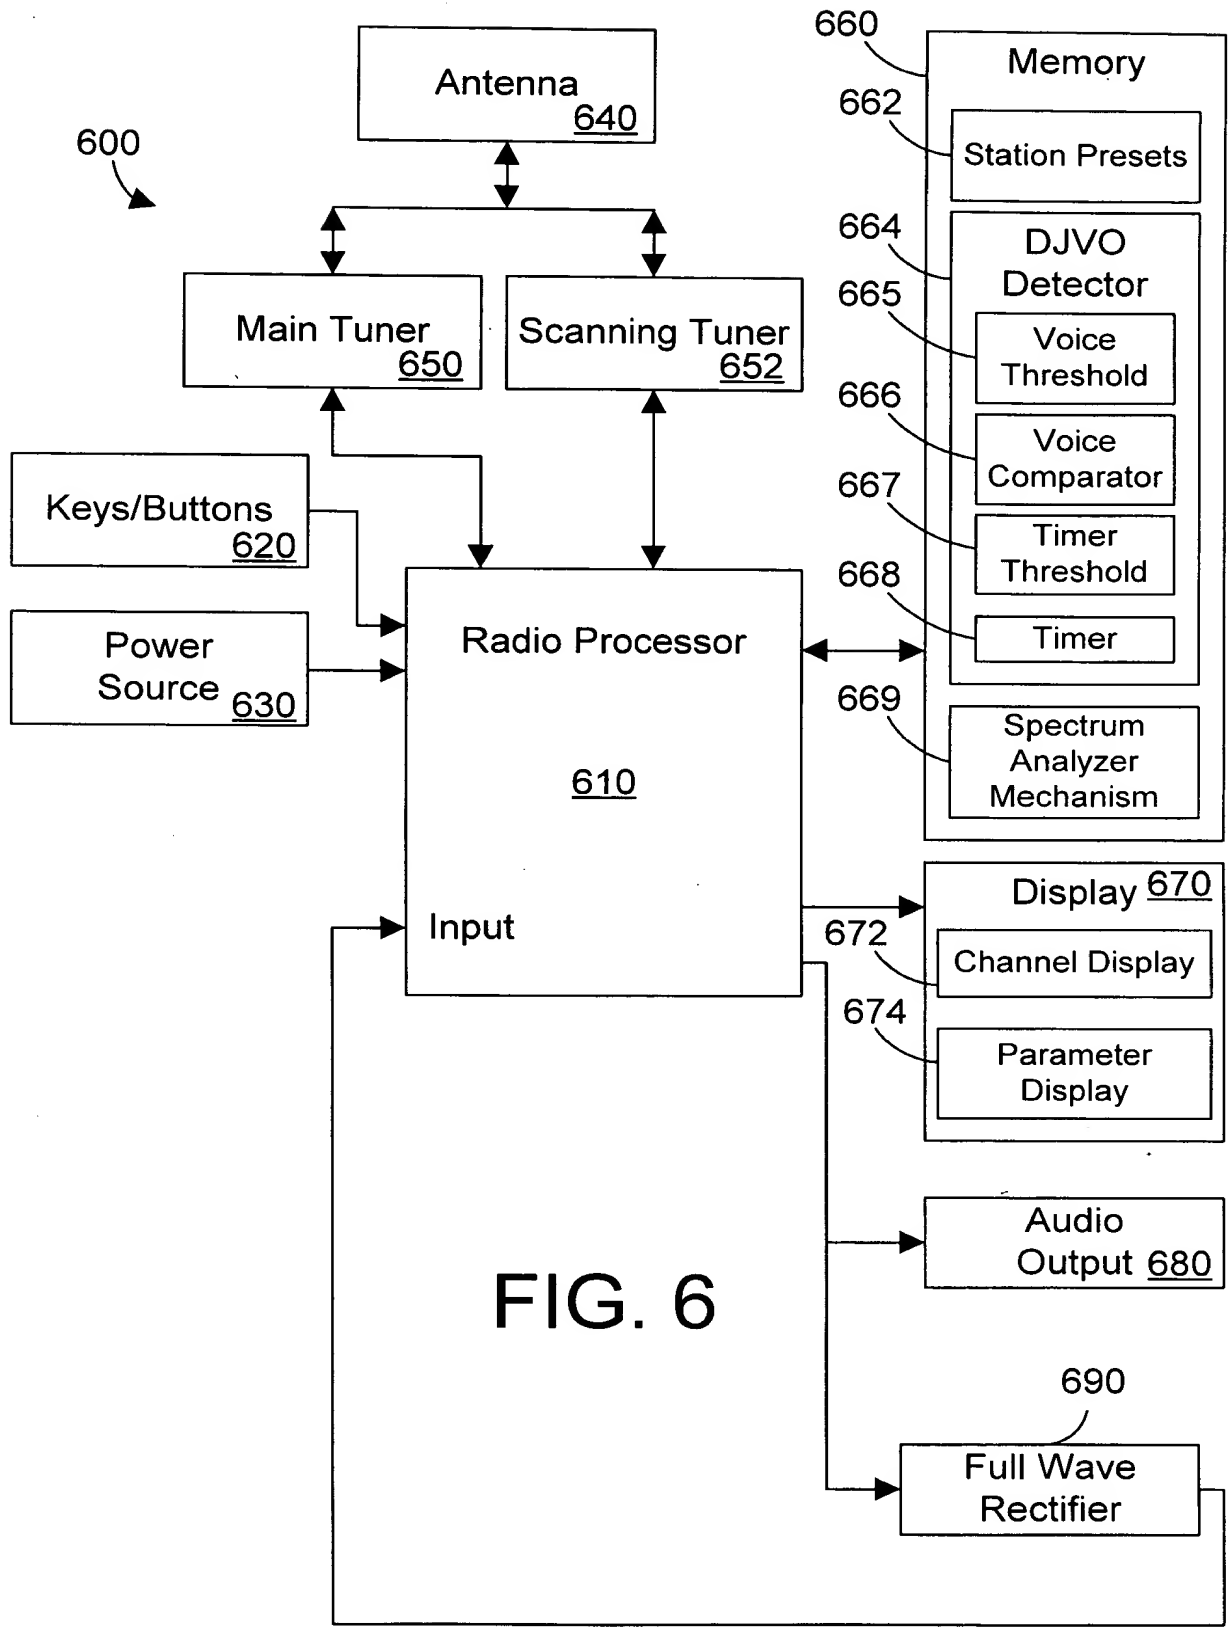 660
Memory
Antenna
640
662
Station Presets
600
664
DJVO
Detector
665
Voice
Threshold
Main Tuner
650
Scanning Tuner
652
666
Voice
Comparator
Keys/Buttons
620
667
Timer
Threshold
668
Timer
Power
Source
630
Radio Processor
610
669
Spectrum
Analyzer
Mechanism
Input
Display 670
672
Channel Display
674
Parameter
Display
Audio
Output 680
FIG. 6
690
Full Wave
Rectifier